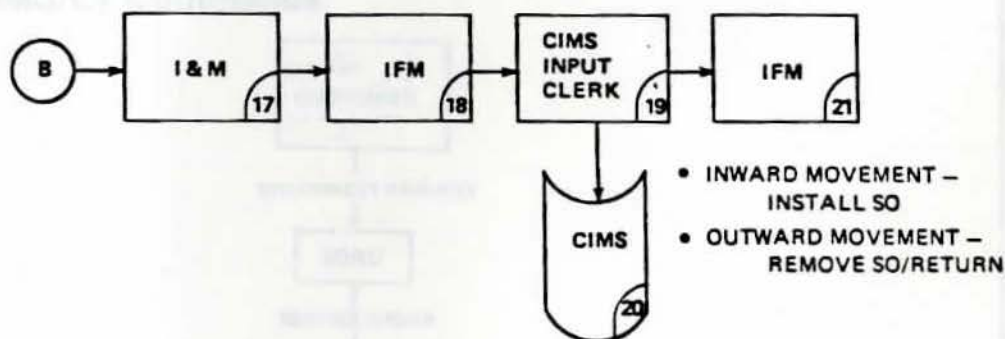 B
I & M
17
IFM
18
CIMS
INPUT
CLERK
19
IFM
21
CIMS
20
• INWARD MOVEMENT –
INSTALL SO
• OUTWARD MOVEMENT –
REMOVE SO/RETURN